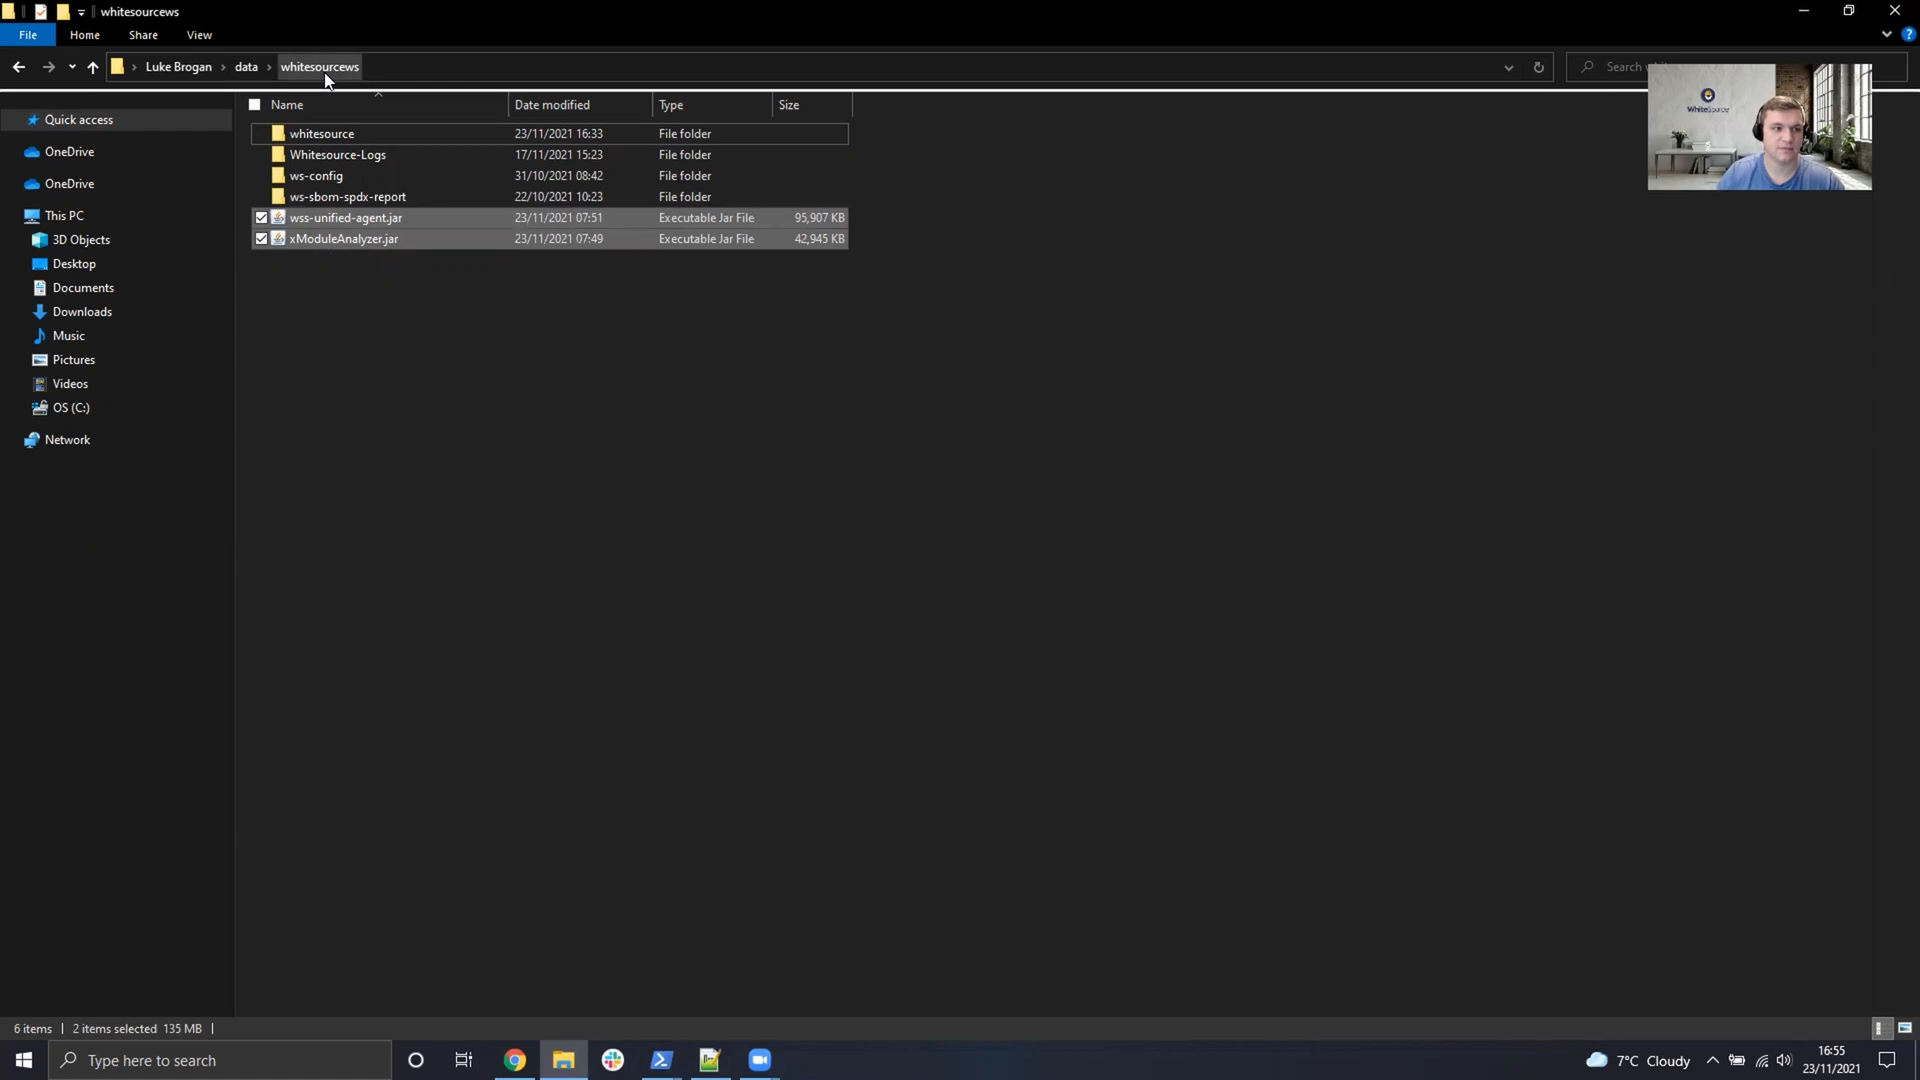 whitesourcews
File Home Share View
Luke Brogan data whitesourcews
Search
Name Date modified Type Size
whitesource 23/11/2021 16:33 File folder
Whitesource-Logs 17/11/2021 15:23 File folder
ws-config 31/10/2021 08:42 File folder
ws-sbom-spdx-report 22/10/2021 10:23 File folder
wss-unified-agent.jar 23/11/2021 07:51 Executable Jar File 95,907 KB
xModuleAnalyzer.jar 23/11/2021 07:49 Executable Jar File 42,945 KB
Quick access
OneDrive
OneDrive
This PC
3D Objects
Desktop
Documents
Downloads
Music
Pictures
Videos
OS (C:)
Network
WhiteSource
6 items 2 items selected 135 MB
Type here to search
7°C Cloudy
16:55
23/11/2021